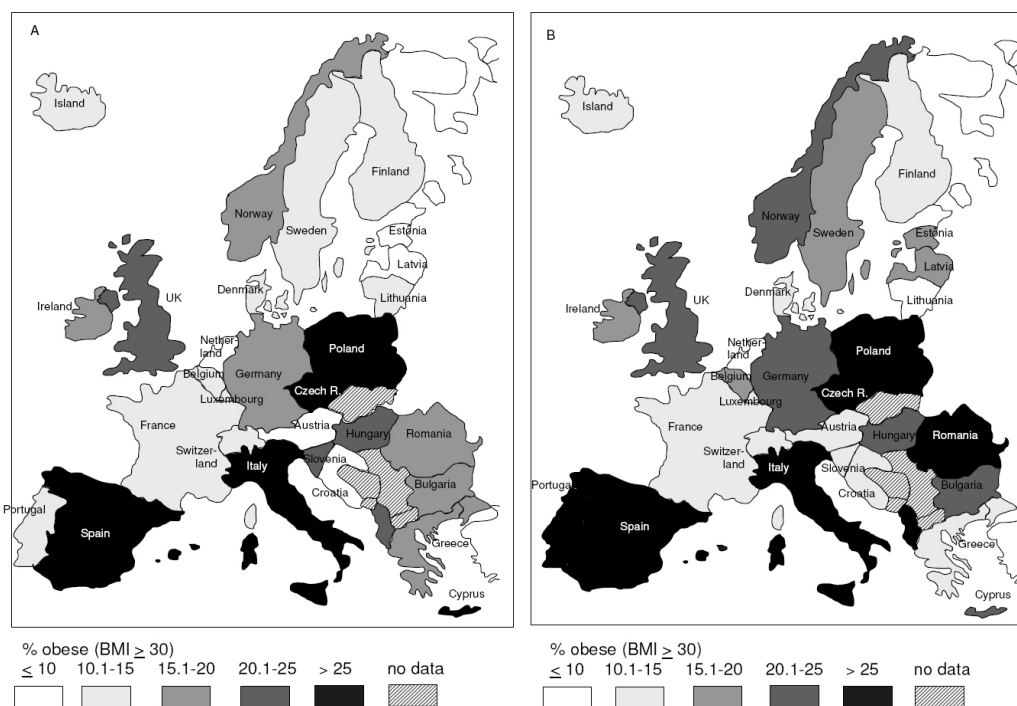 A
Island
Finland
Norway
Sweden
Estonia
Latvia
Lithuania
Denmark
Ireland
UK
Nether-
land
Poland
Belgium
Germany
Czech R.
Luxembourg
France
Austria
Hungary
Romania
Switzer-
land
Slovenia
Italy
Croatia
Bulgaria
Portugal
Spain
Greece
Cyprus
% obese (BMI ≥ 30)
≤ 10 10.1-15 15.1-20 20.1-25 > 25 no data
B
Island
Finland
Norway
Sweden
Estonia
Latvia
Lithuania
Denmark
Ireland
UK
Nether-
land
Poland
Belgium
Germany
Czech R.
Luxembourg
France
Austria
Hungary
Romania
Switzer-
land
Slovenia
Italy
Croatia
Bulgaria
Portugal
Spain
Greece
Cyprus
% obese (BMI ≥ 30)
≤ 10 10.1-15 15.1-20 20.1-25 > 25 no data